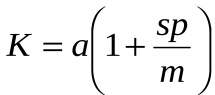 K = a(1 + sp/m)